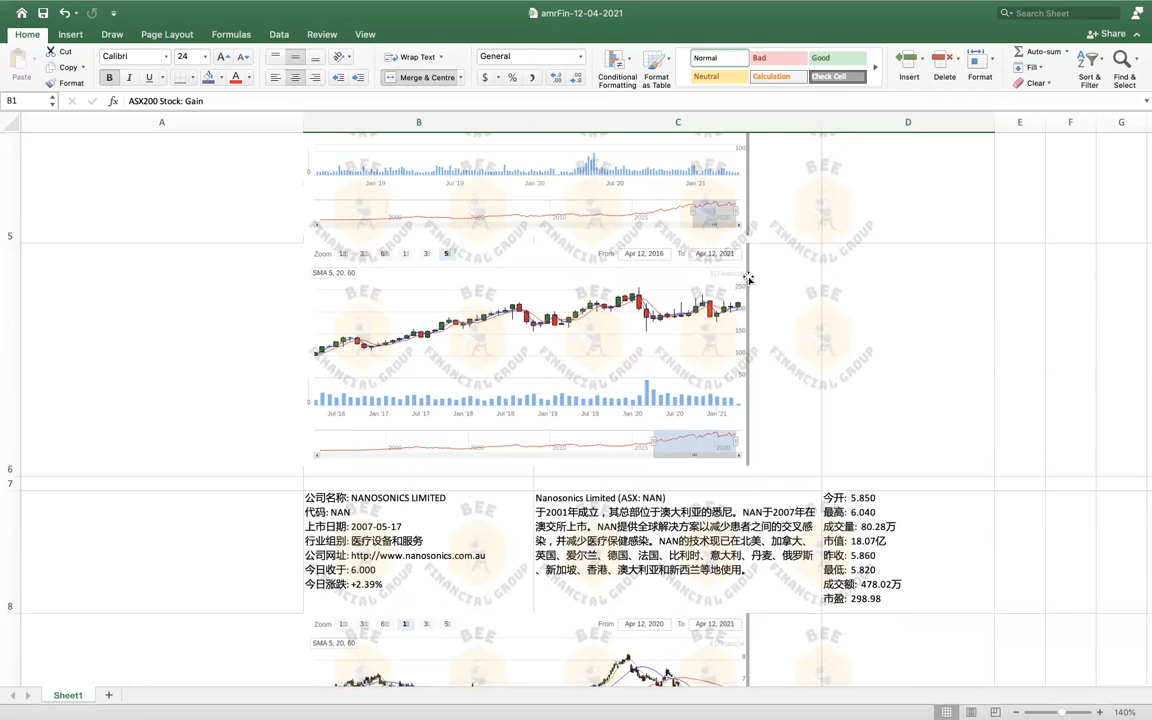 amrFin-12-04-2021
Search Sheet
Home Insert Draw Page Layout Formulas Data Review View
Share
Paste
Cut
Copy
Format
Calibri 24
Wrap Text
Merge & Centre
General
Conditional Formatting
Format as Table
Normal Bad Good
Neutral Calculation Check Cell
Insert Delete Format
Auto-sum
Fill
Clear
Sort & Filter
Find & Select
B1 fx ASX200 Stock: Gain
A B C D E F G
100
0
Jan '19 Jul '19 Jan '20 Jul '20 Jan '21
2000 2010 2015 2020
5
Zoom From Apr 12, 2016 To Apr 12, 2021
SMA 5, 20, 60
250
150
100
50
0
Jul '16 Jan '17 Jul '17 Jan '18 Jul '18 Jan '19 Jul '19 Jan '20 Jul '20 Jan '21
BEE FINANCIAL GROUP
6
7
公司名称: NANOSONICS LIMITED
代码: NAN
上市日期: 2007-05-17
行业组别: 医疗设备和服务
公司网址: http://www.nanosonics.com.au
今日收于: 6.000
今日涨跌: +2.39%
Nanosonics Limited (ASX: NAN)
于2001年成立，其总部位于澳大利亚的悉尼。NAN于2007年在
澳交所上市。NAN提供全球解决方案以减少患者之间的交叉感
染，并减少医疗保健感染。NAN的技术现已在北美、加拿大、
英国、爱尔兰、德国、法国、比利时、意大利、丹麦、俄罗斯
、新加坡、香港、澳大利亚和新西兰等地使用。
今开: 5.850
最高: 6.040
成交量: 80.28万
市值: 18.07亿
昨收: 5.860
最低: 5.820
成交额: 478.02万
市盈: 298.98
8
Zoom From Apr 12, 2020 To Apr 12, 2021
SMA 5, 20, 60
8
7
Sheet1
140%